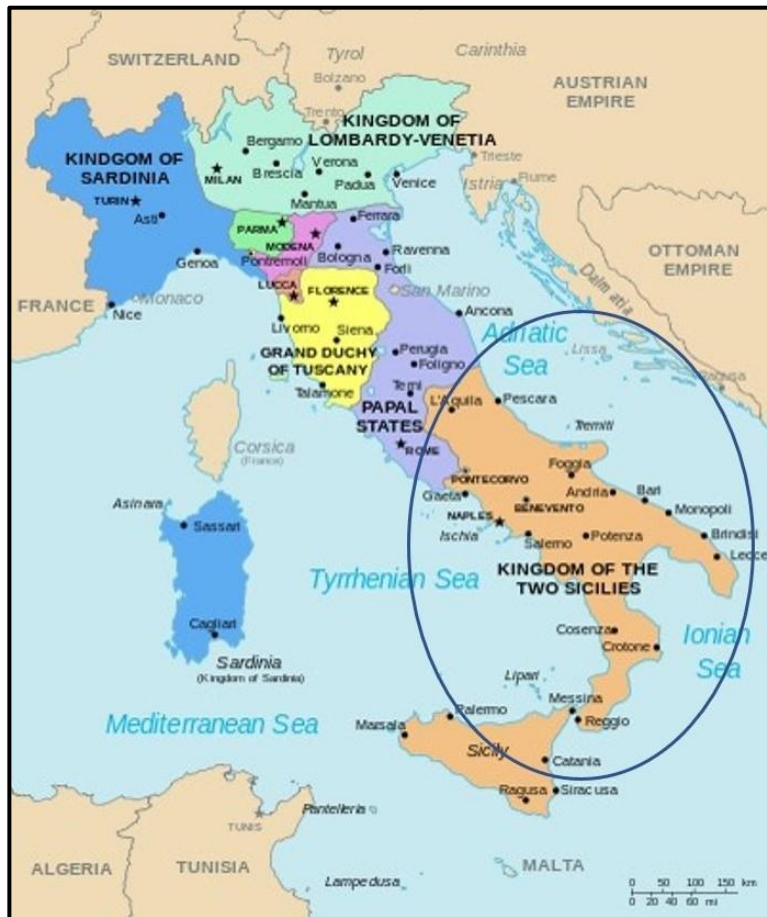 SWITZERLAND
Tyrol
Carinthia
Bolzano
AUSTRIAN
EMPIRE
Trento
KINGDOM OF
LOMBARDY-VENETIA
Bergamo
KINDGOM OF
SARDINIA
MILAN
Brescia
Verona
Padua
Venice
Trieste
Istria
Fiume
TURIN
Asti
Mantua
Ferrara
PARMA
MODENA
Bologna
Ravenna
OTTOMAN
EMPIRE
Genoa
Pontremoli
Forlì
LUCCA
FLORENCE
San Marino
Dalmatia
FRANCE
Monaco
Nice
Livorno
Siena
Ancona
Adriatic
Sea
GRAND DUCHY
OF TUSCANY
Perugia
Foligno
Lissa
Talamone
Terni
Ragusa
PAPAL
STATES
L'Aquila
Pescara
Tremiti
ROME
Corsica
(France)
PONTECORVO
Foggia
Gaeta
BENEVENTO
Andria
Bari
Monopoli
Asinara
Sassari
NAPLES
Ischia
Salerno
Potenza
Brindisi
Lecce
Tyrrhenian Sea
KINGDOM OF THE
TWO SICILIES
Cagliari
Sardinia
(Kingdom of Sardinia)
Cosenza
Crotone
Ionian
Sea
Lipari
Mediterranean Sea
Palermo
Messina
Reggio
Marsala
Sicily
Catania
Ragusa
Siracusa
Pantelleria
TUNIS
ALGERIA
TUNISIA
MALTA
Lampedusa
0 50 100 150 km
0 20 40 60 mi